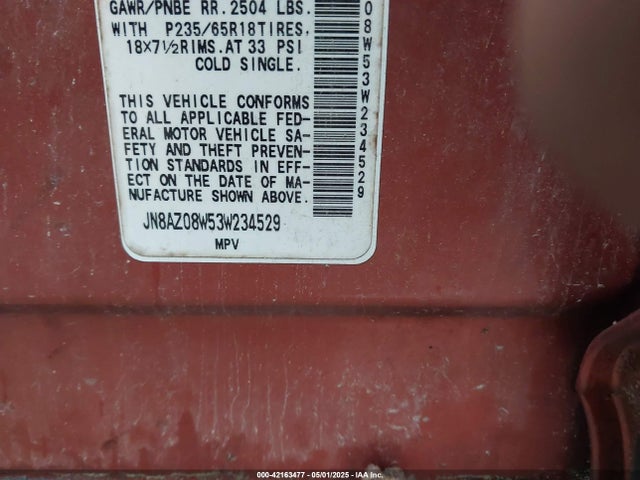 GAWR/PNBE RR. 2504 LBS.
WITH P235/65R18TIRES,
18X7½RIMS. AT 33 PSI
COLD SINGLE.
THIS VEHICLE CONFORMS
TO ALL APPLICABLE FED-
ERAL MOTOR VEHICLE SA-
FETY AND THEFT PREVEN-
TION STANDARDS IN EFF-
ECT ON THE DATE OF MA-
NUFACTURE SHOWN ABOVE.
JN8AZ08W53W234529
MPV
08W53W234529
000-42163477 - 05/01/2025 - IAAI.COM